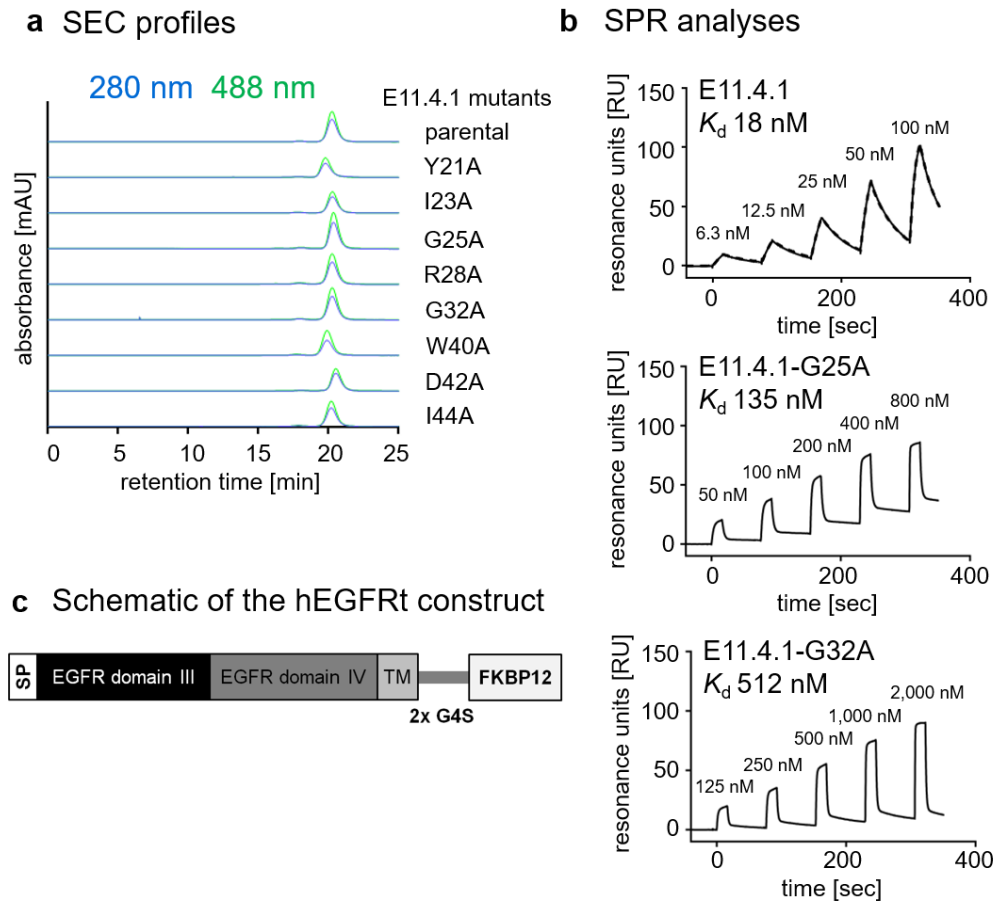 a SEC profiles
280 nm 488 nm
E11.4.1 mutants
parental
Y21A
I23A
G25A
R28A
G32A
W40A
D42A
I44A
absorbance [mAU]
0 5 10 15 20 25
retention time [min]
b SPR analyses
E11.4.1
Kd 18 nM
6.3 nM
12.5 nM
25 nM
50 nM
100 nM
resonance units [RU]
150
100
50
0
0 200 400
time [sec]
E11.4.1-G25A
Kd 135 nM
50 nM
100 nM
200 nM
400 nM
800 nM
resonance units [RU]
150
100
50
0
0 200 400
time [sec]
E11.4.1-G32A
Kd 512 nM
125 nM
250 nM
500 nM
1,000 nM
2,000 nM
resonance units [RU]
150
100
50
0
0 200 400
time [sec]
c Schematic of the hEGFRt construct
SP EGFR domain III EGFR domain IV TM FKBP12
2x G4S